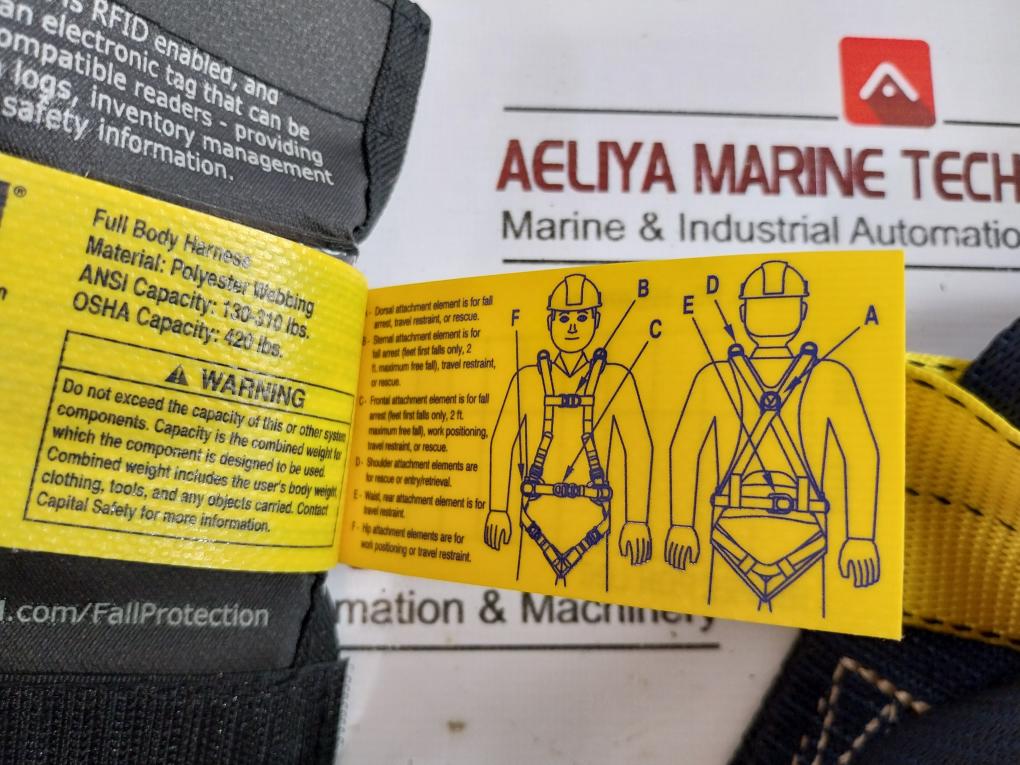 is RFID enabled, and
an electronic tag that can be
ompatible readers - providing
logs, inventory management
safety information.
®
Full Body Harness
Material: Polyester Webbing
ANSI Capacity: 130-310 lbs.
OSHA Capacity: 420 lbs.
WARNING
Do not exceed the capacity of this or other system
components. Capacity is the combined weight for
which the component is designed to be used.
Combined weight includes the user's body weight,
clothing, tools, and any objects carried. Contact
Capital Safety for more information.
.com/FallProtection
A - Dorsal attachment element is for fall
arrest, travel restraint, or rescue.
B - Sternal attachment element is for
fall arrest (feet first falls only, 2
ft. maximum free fall), travel restraint,
or rescue.
C - Frontal attachment element is for fall
arrest (feet first falls only, 2 ft.
maximum free fall), work positioning,
travel restraint, or rescue.
D - Shoulder attachment elements are
for rescue or entry/retrieval.
E - Waist, rear attachment element is for
travel restraint.
F - Hip attachment elements are for
work positioning or travel restraint.
F
B
C
D
E
A
AELIYA MARINE TECH
Marine & Industrial Automatio
mation & Machinery